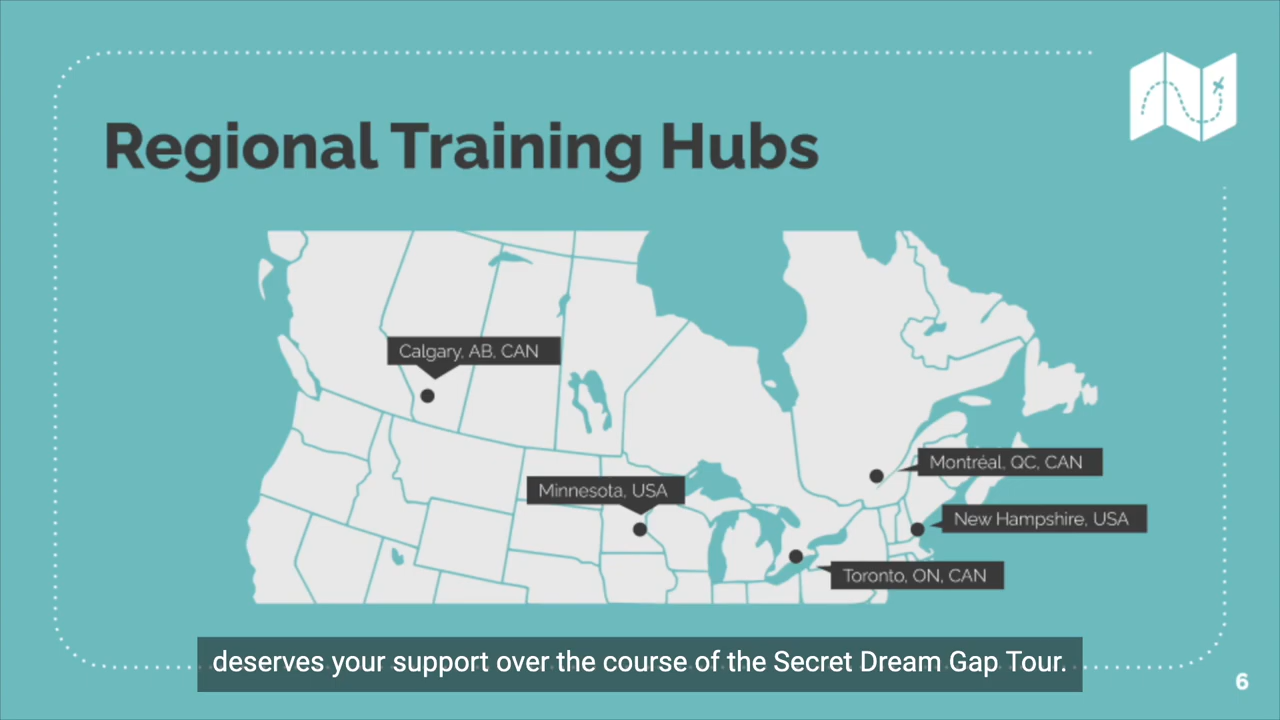 Regional Training Hubs
Calgary, AB, CAN
Montréal, QC, CAN
Minnesota, USA
New Hampshire, USA
Toronto, ON, CAN
deserves your support over the course of the Secret Dream Gap Tour.
6